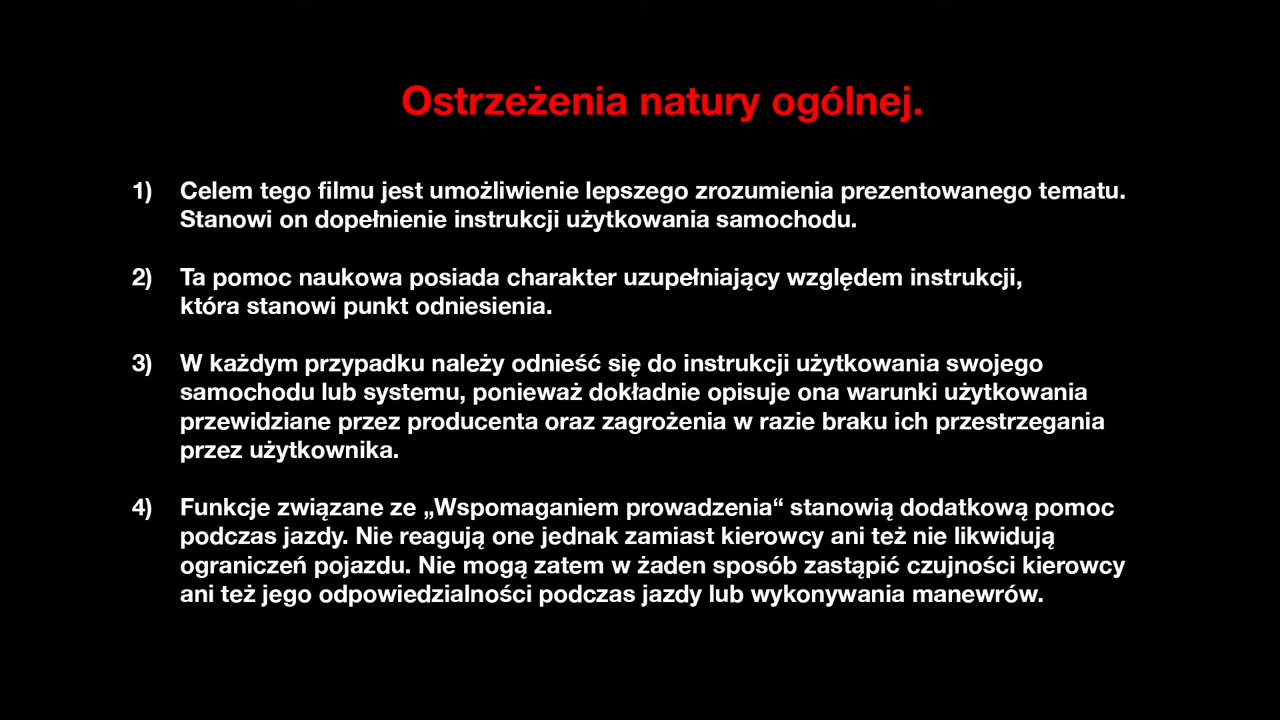 Ostrzeżenia natury ogólnej.
1) Celem tego filmu jest umożliwienie lepszego zrozumienia prezentowanego tematu.
Stanowi on dopełnienie instrukcji użytkowania samochodu.
2) Ta pomoc naukowa posiada charakter uzupełniający względem instrukcji,
która stanowi punkt odniesienia.
3) W każdym przypadku należy odnieść się do instrukcji użytkowania swojego
samochodu lub systemu, ponieważ dokładnie opisuje ona warunki użytkowania
przewidziane przez producenta oraz zagrożenia w razie braku ich przestrzegania
przez użytkownika.
4) Funkcje związane ze „Wspomaganiem prowadzenia“ stanowią dodatkową pomoc
podczas jazdy. Nie reagują one jednak zamiast kierowcy ani też nie likwidują
ograniczeń pojazdu. Nie mogą zatem w żaden sposób zastąpić czujności kierowcy
ani też jego odpowiedzialności podczas jazdy lub wykonywania manewrów.